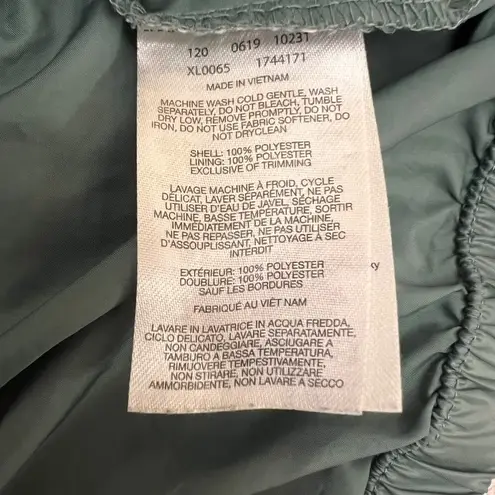 120 0619 10231
XL0065 1744171
MADE IN VIETNAM
MACHINE WASH COLD GENTLE, WASH
SEPARATELY, DO NOT BLEACH, TUMBLE
DRY LOW, REMOVE PROMPTLY, DO NOT
IRON, DO NOT USE FABRIC SOFTENER, DO
NOT DRYCLEAN
SHELL: 100% POLYESTER
LINING: 100% POLYESTER
EXCLUSIVE OF TRIMMING
LAVAGE MACHINE À FROID, CYCLE
DÉLICAT, LAVER SÉPARÉMENT, NE PAS
UTILISER D'EAU DE JAVEL, SÉCHAGE
MACHINE, BASSE TEMPÉRATURE, SORTIR
IMMÉDIATEMENT DE LA MACHINE,
NE PAS REPASSER, NE PAS UTILISER
D'ASSOUPLISSANT, NETTOYAGE À SEC
INTERDIT
EXTÉRIEUR: 100% POLYESTER
DOUBLURE: 100% POLYESTER
SAUF LES BORDURES
FABRIQUÉ AU VIÊT NAM
LAVARE IN LAVATRICE IN ACQUA FREDDA,
CICLO DELICATO, LAVARE SEPARATAMENTE,
NON CANDEGGIARE, ASCIUGARE A
TAMBURO A BASSA TEMPERATURA,
RIMUOVERE TEMPESTIVAMENTE,
NON STIRARE, NON UTILIZZARE
AMMORBIDENTE, NON LAVARE A SECCO